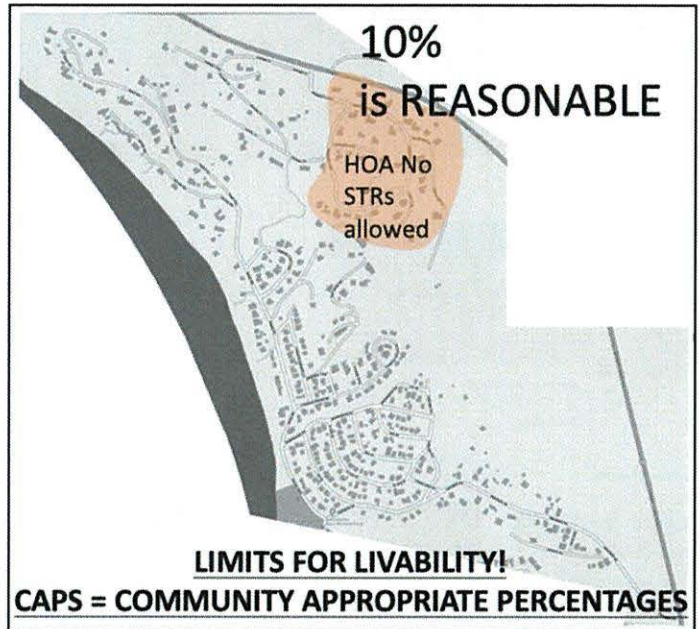 10%
is REASONABLE
HOA No
STRs
allowed
LIMITS FOR LIVABILITY!
CAPS = COMMUNITY APPROPRIATE PERCENTAGES